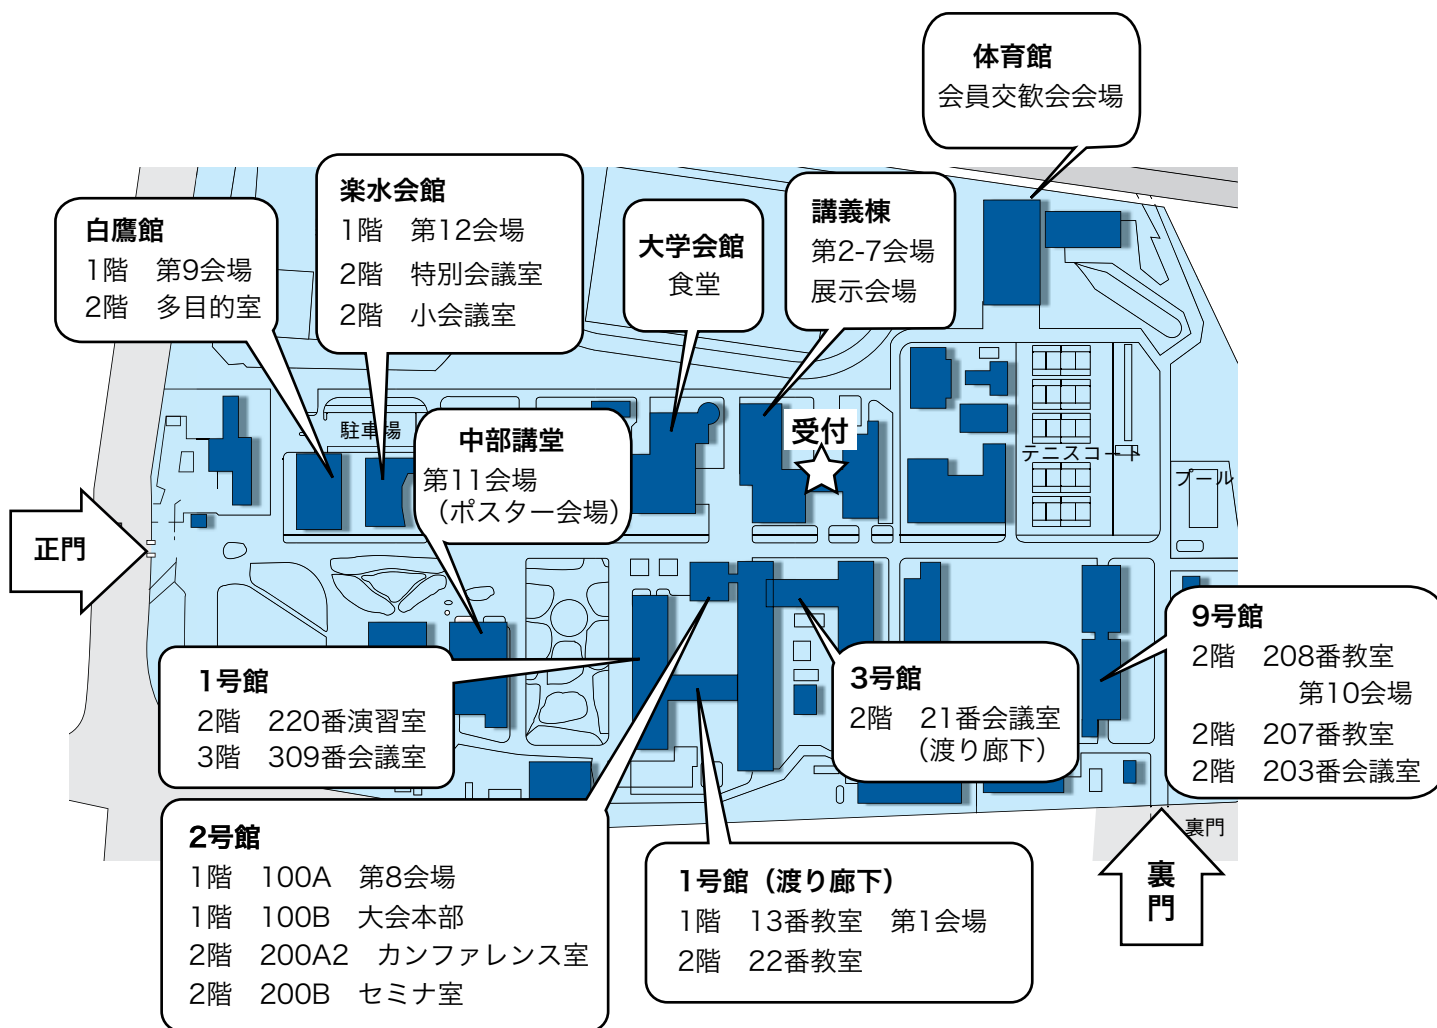 体育館
会員交歓会会場
楽水会館
1階　第12会場
2階　特別会議室
2階　小会議室
白鷹館
1階　第9会場
2階　多目的室
大学会館
食堂
講義棟
第2-7会場
展示会場
駐車場
中部講堂
第11会場
（ポスター会場）
受付
テニスコート
プール
正門
1号館
2階　220番演習室
3階　309番会議室
3号館
2階　21番会議室
（渡り廊下）
9号館
2階　208番教室
第10会場
2階　207番教室
2階　203番会議室
2号館
1階　100A　第8会場
1階　100B　大会本部
2階　200A2　カンファレンス室
2階　200B　セミナ室
1号館（渡り廊下）
1階　13番教室　第1会場
2階　22番教室
裏門
裏門